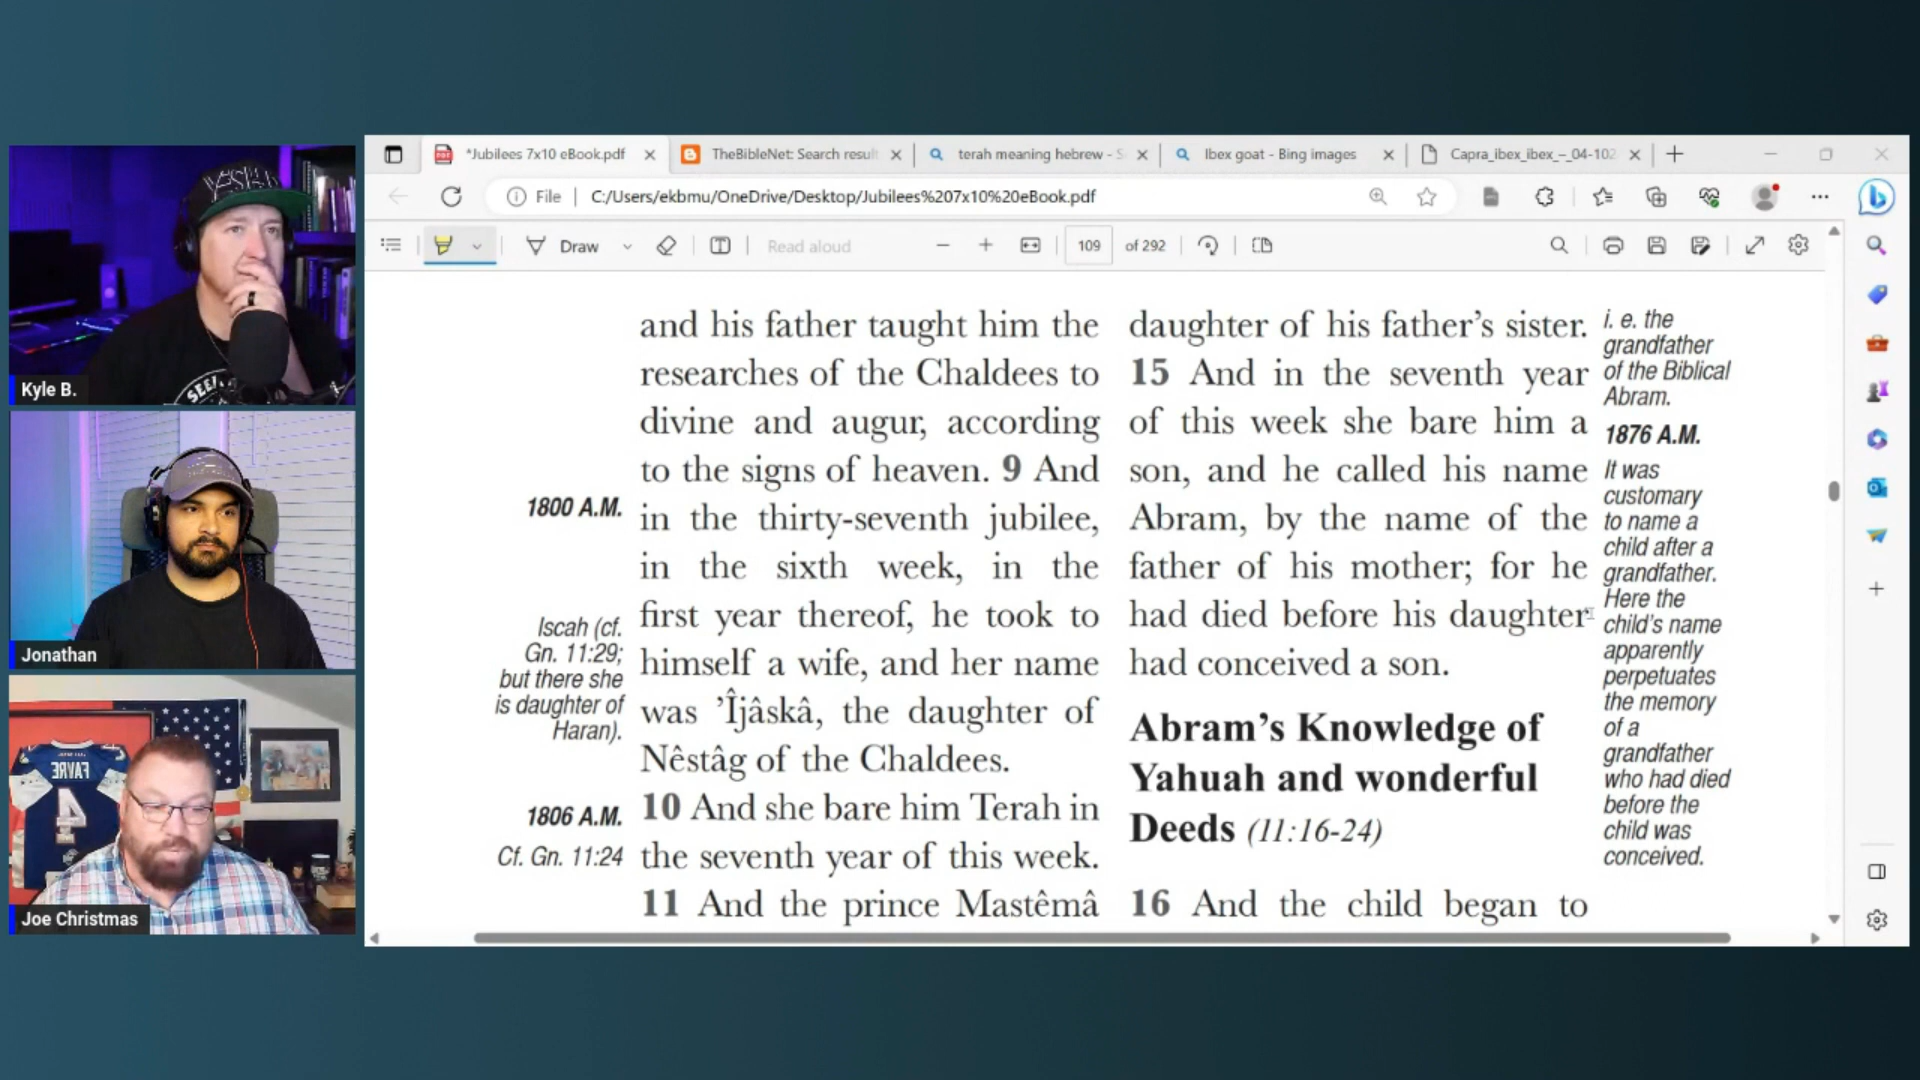 Kyle B.
Jonathan
FAVRE
4
Joe Christmas
*Jubilees 7x10 eBook.pdf
TheBibleNet: Search resul
terah meaning hebrew - S
Ibex goat - Bing images
Capra_ibex_ibex_–_04-102
File
C:/Users/ekbmu/OneDrive/Desktop/Jubilees%207x10%20eBook.pdf
Draw
Read aloud
109
of 292
and his father taught him the
researches of the Chaldees to
divine and augur, according
to the signs of heaven. 9 And
1800 A.M.
in the thirty-seventh jubilee,
in the sixth week, in the
first year thereof, he took to
himself a wife, and her name
was ’Îjâskâ, the daughter of
Nêstâg of the Chaldees.
Iscah (cf.
Gn. 11:29;
but there she
is daughter of
Haran).
1806 A.M.
10 And she bare him Terah in
Cf. Gn. 11:24
the seventh year of this week.
11 And the prince Mastêmâ
daughter of his father’s sister.
15 And in the seventh year
of this week she bare him a
son, and he called his name
Abram, by the name of the
father of his mother; for he
had died before his daughter
had conceived a son.
Abram’s Knowledge of
Yahuah and wonderful
Deeds (11:16-24)
16 And the child began to
i. e. the
grandfather
of the Biblical
Abram.
1876 A.M.
It was
customary
to name a
child after a
grandfather.
Here the
child’s name
apparently
perpetuates
the memory
of a
grandfather
who had died
before the
child was
conceived.